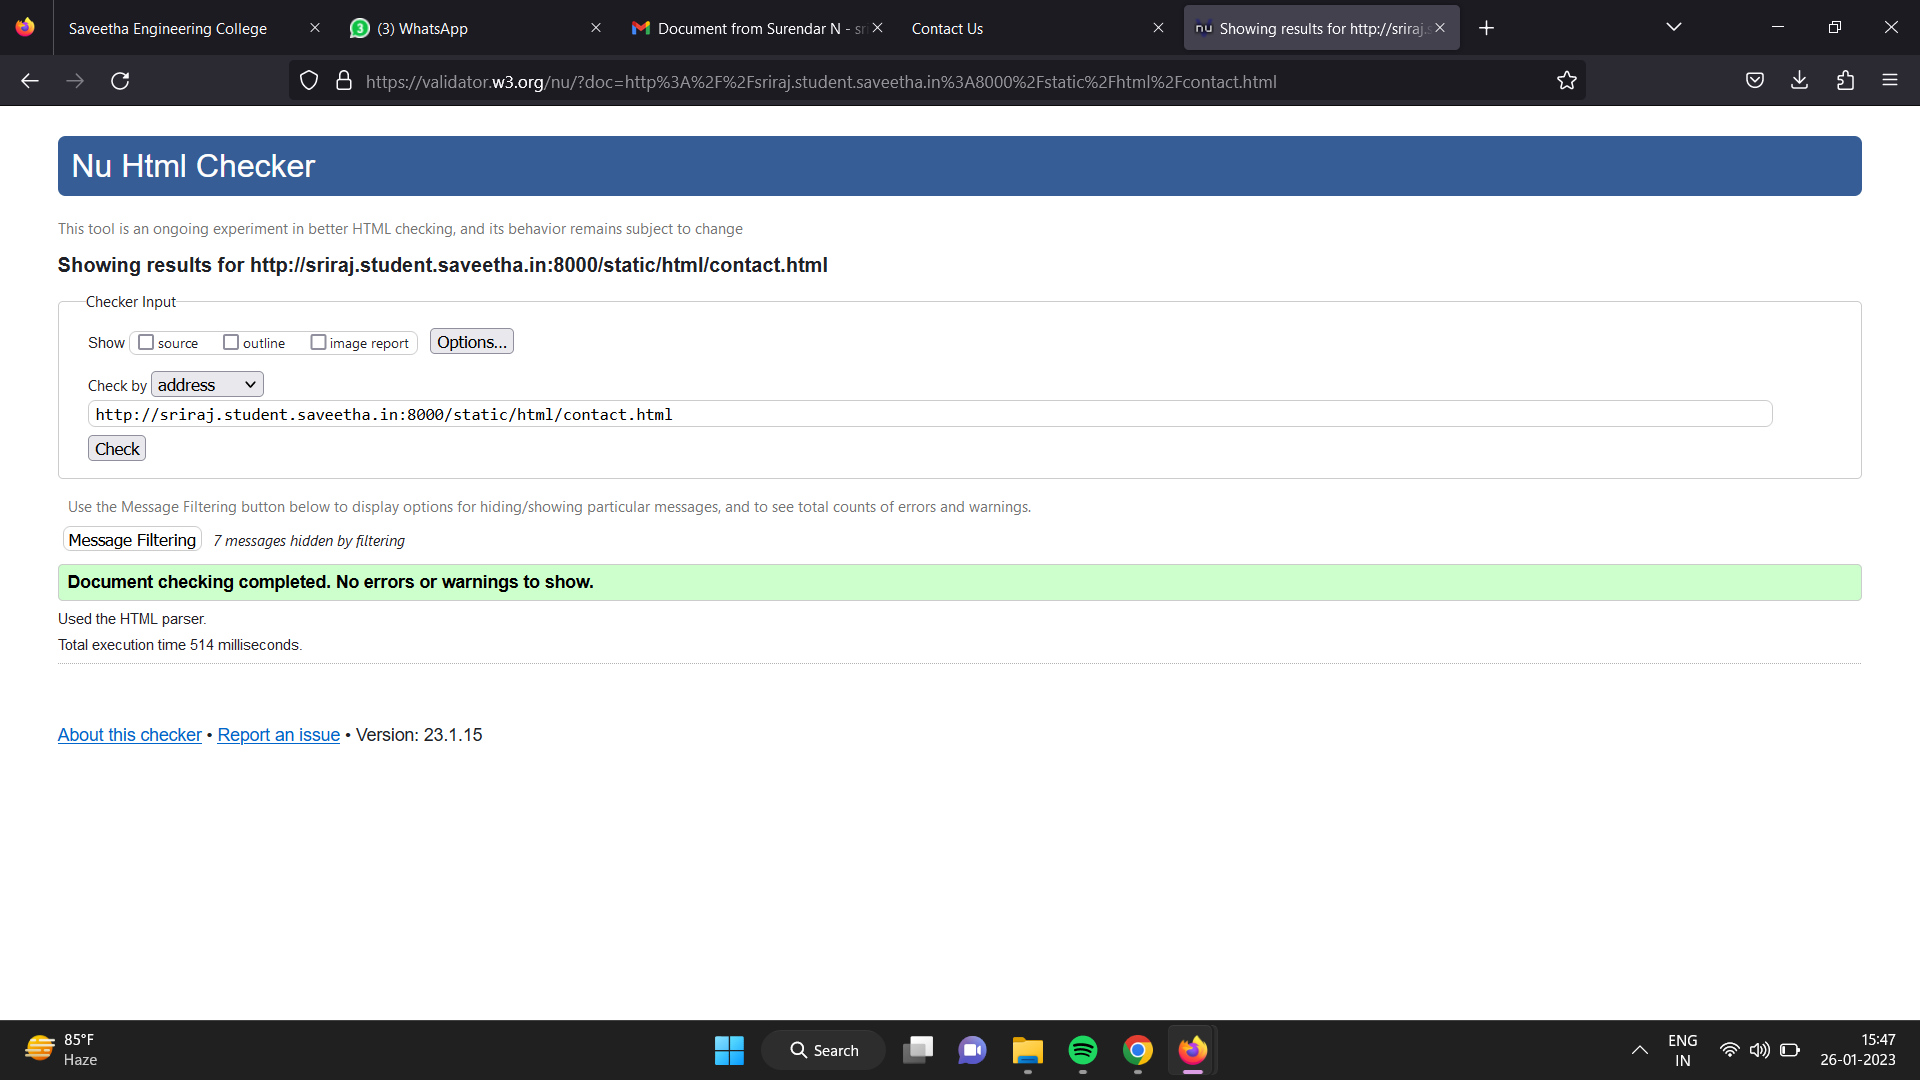 Saveetha Engineering College
3 (3) WhatsApp
Document from Surendar N - sr
Contact Us
nu Showing results for http://sriraj.s
https://validator.w3.org/nu/?doc=http%3A%2F%2Fsriraj.student.saveetha.in%3A8000%2Fstatic%2Fhtml%2Fcontact.html
Nu Html Checker
This tool is an ongoing experiment in better HTML checking, and its behavior remains subject to change
Showing results for http://sriraj.student.saveetha.in:8000/static/html/contact.html
Checker Input
Show source outline image report Options...
Check by address
http://sriraj.student.saveetha.in:8000/static/html/contact.html
Check
Use the Message Filtering button below to display options for hiding/showing particular messages, and to see total counts of errors and warnings.
Message Filtering 7 messages hidden by filtering
Document checking completed. No errors or warnings to show.
Used the HTML parser.
Total execution time 514 milliseconds.
About this checker • Report an issue • Version: 23.1.15
85°F
Haze
Search
ENG
IN
15:47
26-01-2023